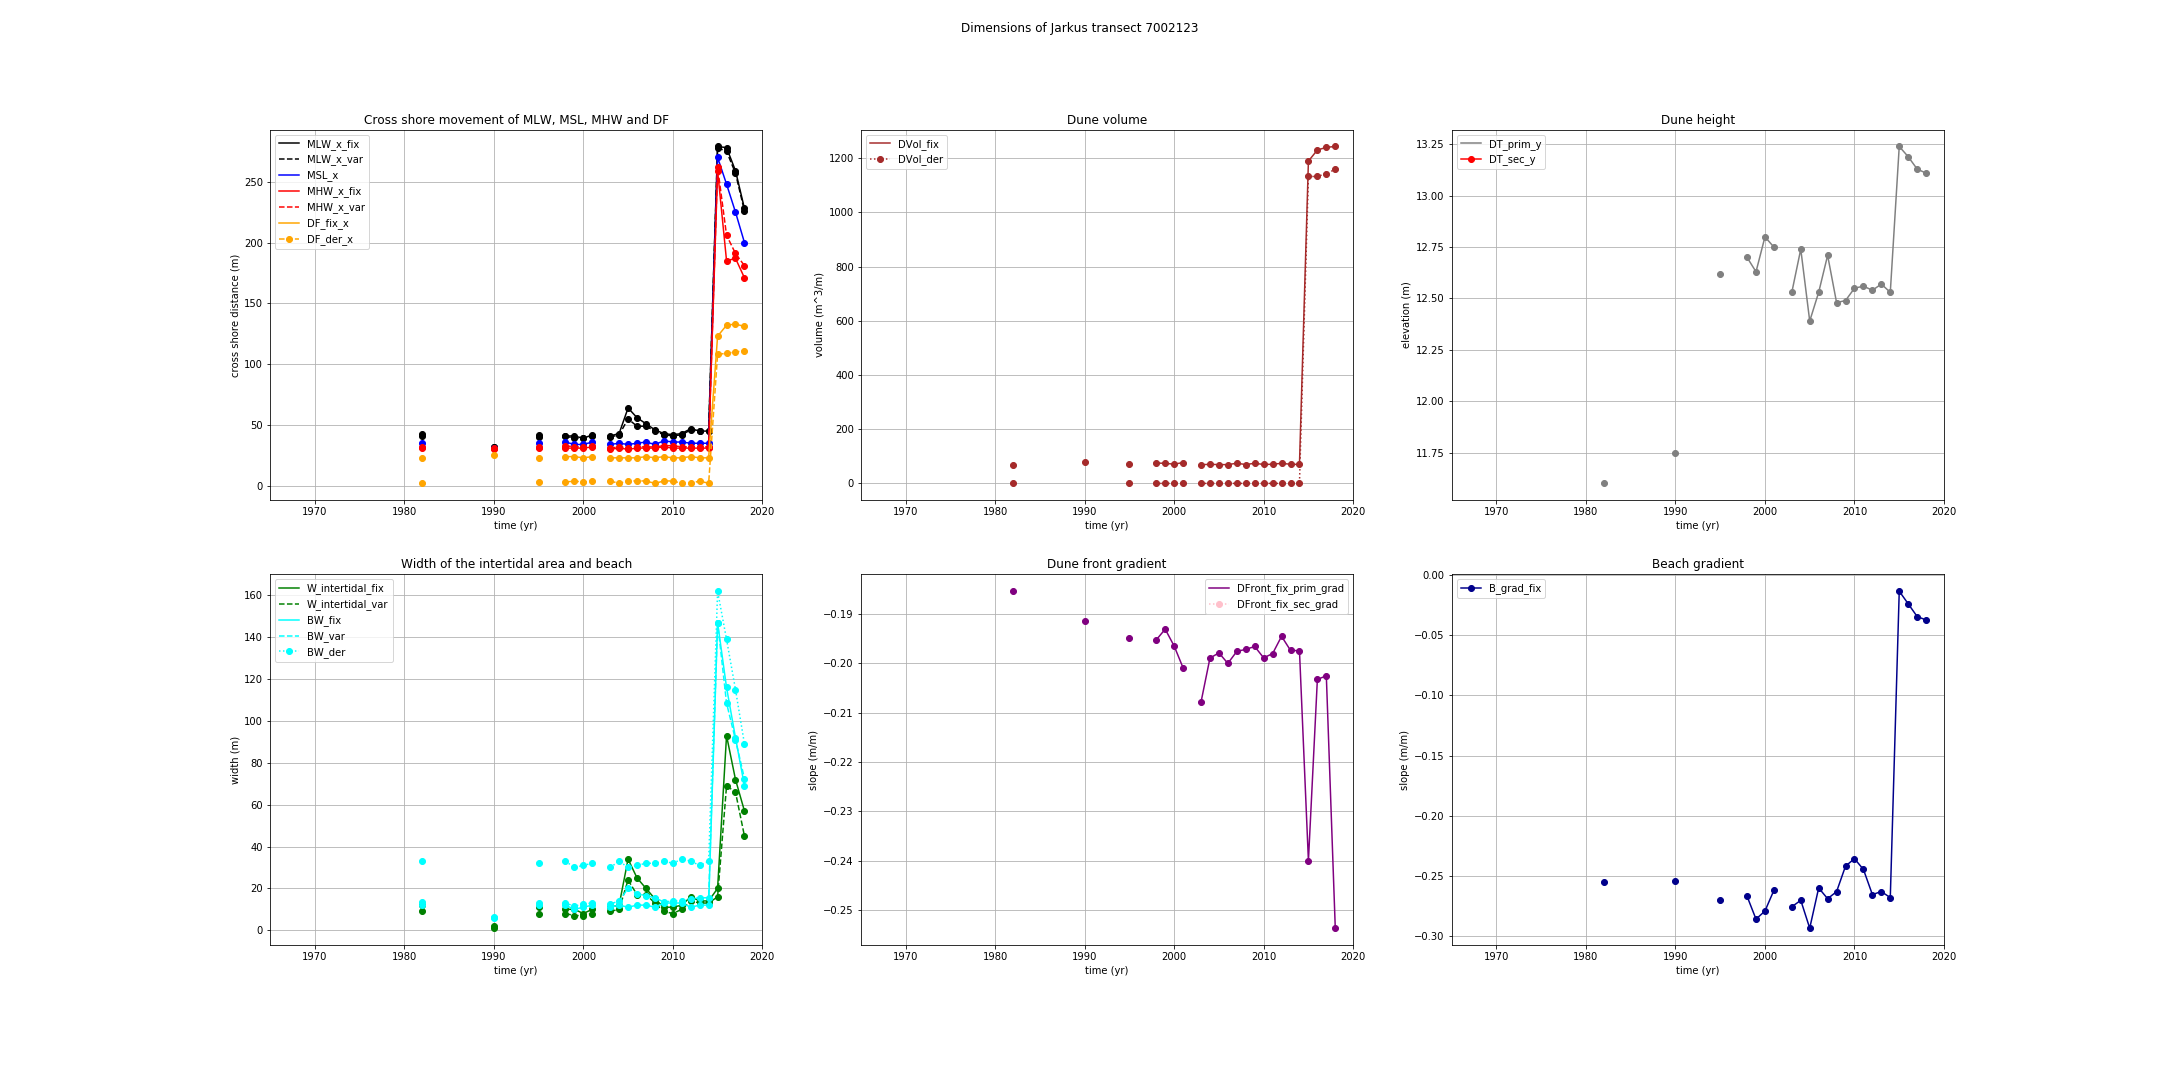 Dimensions of Jarkus transect 7002123
Cross shore movement of MLW, MSL, MHW and DF
MLW_x_fix
MLW_x_var
MSL_x
MHW_x_fix
MHW_x_var
DF_fix_x
DF_der_x
250
200
150
100
50
0
cross shore distance (m)
1970 1980 1990 2000 2010 2020
time (yr)
Dune volume
DVol_fix
DVol_der
1200
1000
800
600
400
200
0
volume (m^3/m)
1970 1980 1990 2000 2010 2020
time (yr)
Dune height
DT_prim_y
DT_sec_y
13.25
13.00
12.75
12.50
12.25
12.00
11.75
elevation (m)
1970 1980 1990 2000 2010 2020
time (yr)
Width of the intertidal area and beach
W_intertidal_fix
W_intertidal_var
BW_fix
BW_var
BW_der
160
140
120
100
80
60
40
20
0
width (m)
1970 1980 1990 2000 2010 2020
time (yr)
Dune front gradient
DFront_fix_prim_grad
DFront_fix_sec_grad
−0.19
−0.20
−0.21
−0.22
−0.23
−0.24
−0.25
slope (m/m)
1970 1980 1990 2000 2010 2020
time (yr)
Beach gradient
B_grad_fix
0.00
−0.05
−0.10
−0.15
−0.20
−0.25
−0.30
slope (m/m)
1970 1980 1990 2000 2010 2020
time (yr)